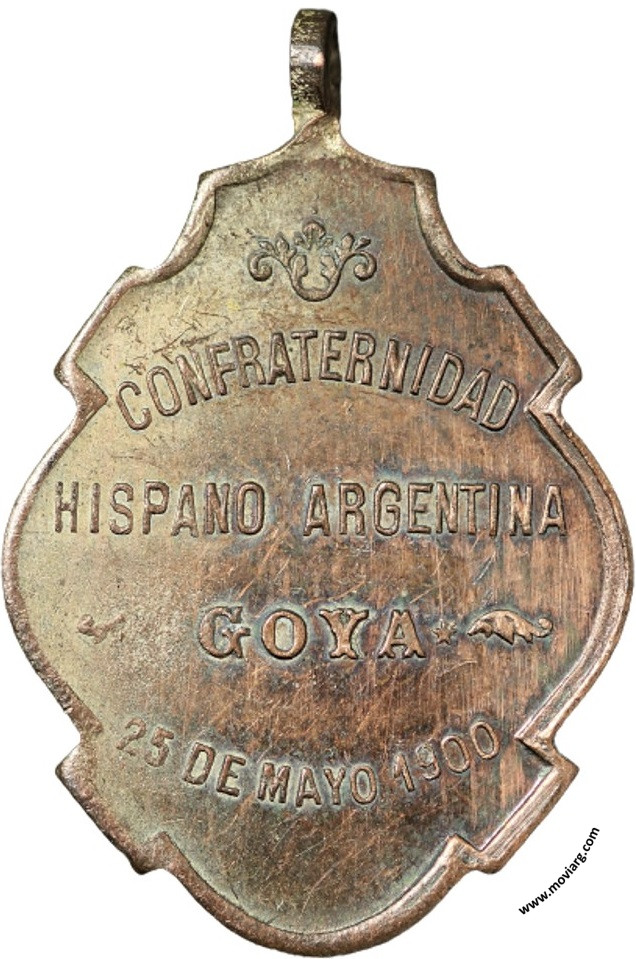 CONFRATERNIDAD
HISPANO ARGENTINA
GOYA
25 DE MAYO 1900
www.moviarg.com